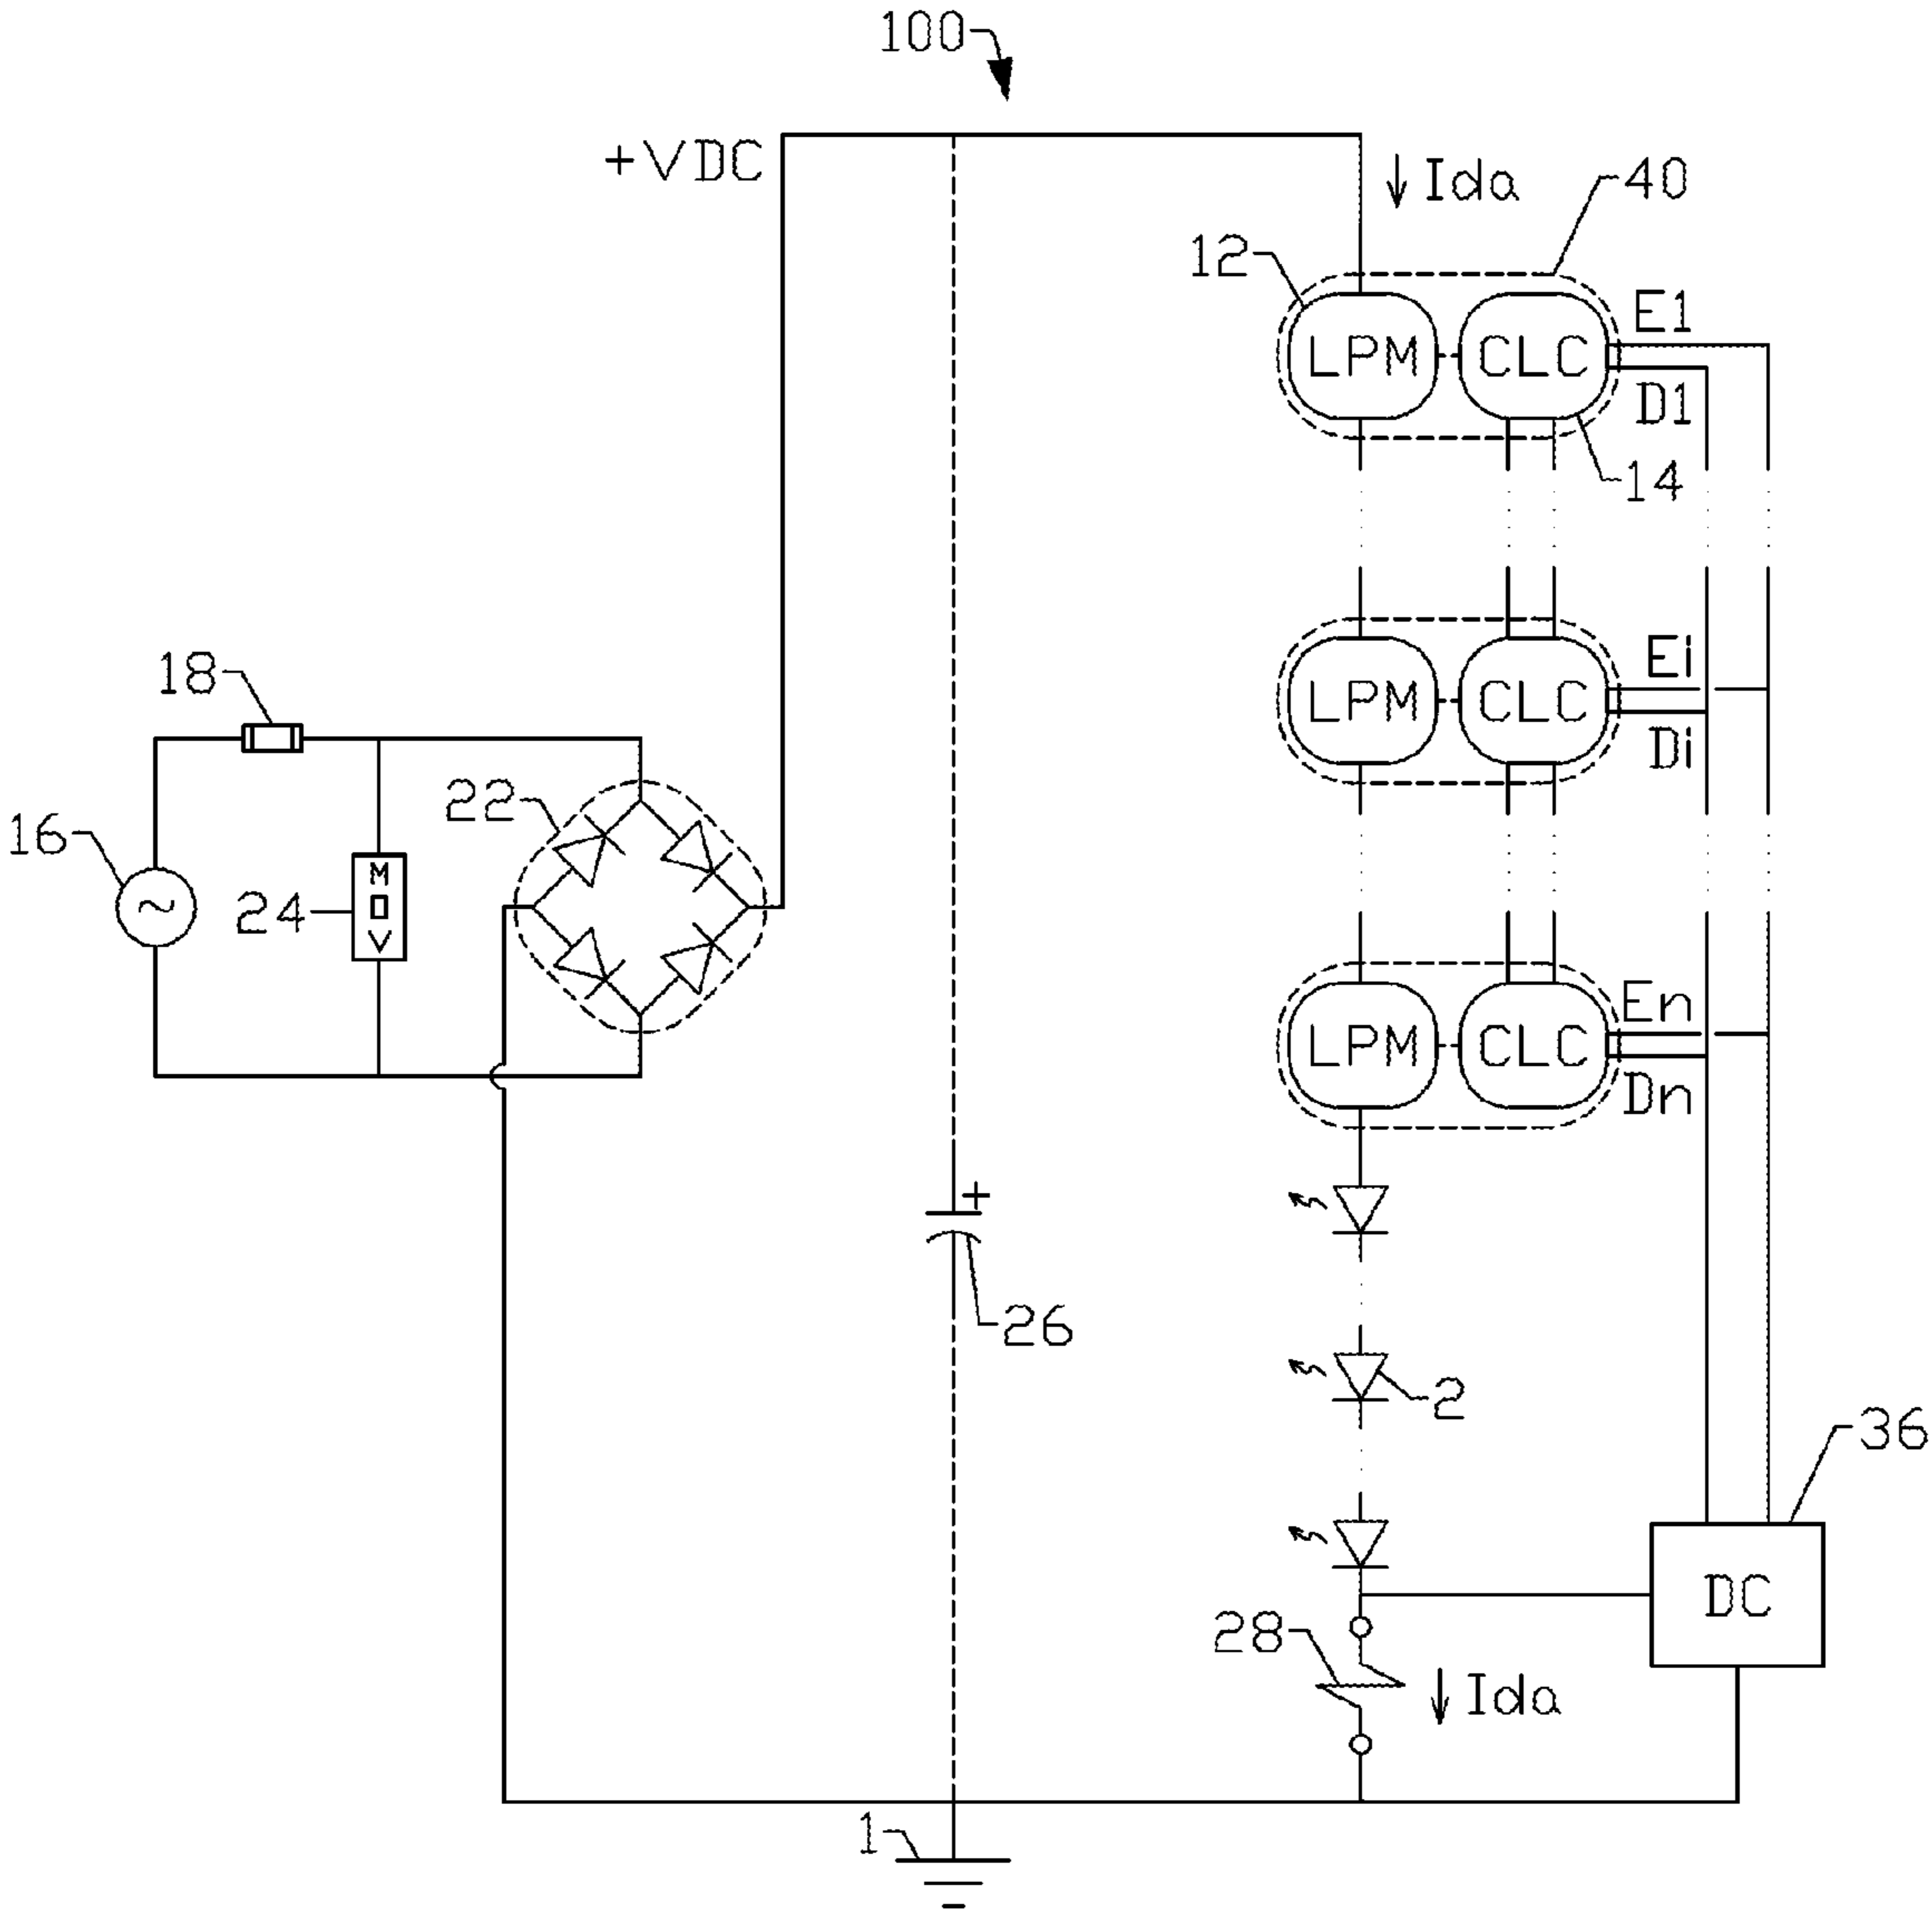 100
+VDC
Ida
40
12
E1
LPM
CLC
D1
14
18
Ei
LPM
CLC
Di
22
16
M
O
V
24
En
LPM
CLC
Dn
+
26
2
36
DC
28
Ida
1